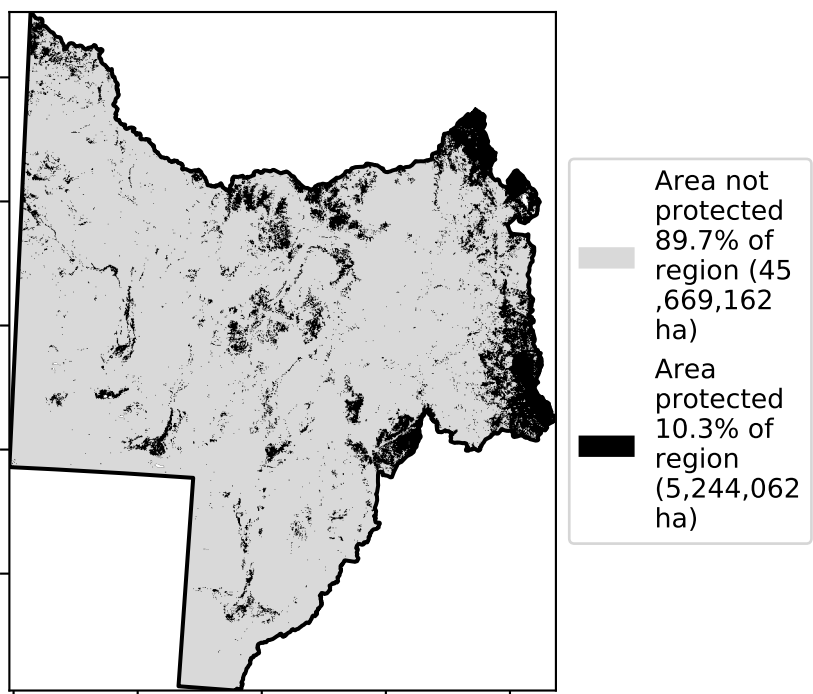 Area not
protected
89.7% of
region (45
,669,162
ha)
Area
protected
10.3% of
region
(5,244,062
ha)